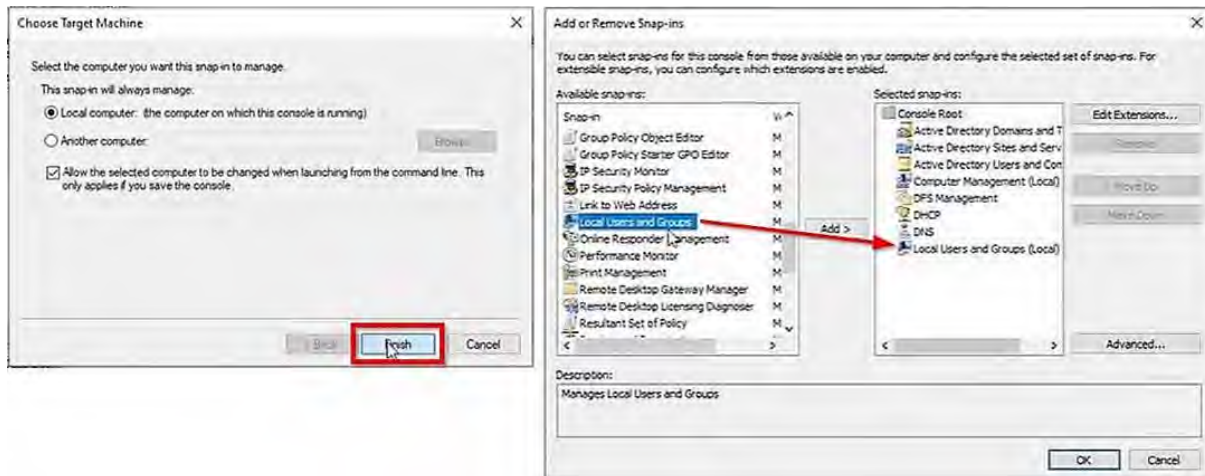 Choose Target Machine
Select the computer you want this snap-in to manage.
This snap-in will always manage:
Local computer: (the computer on which this console is running)
Another computer:
Browse...
Allow the selected computer to be changed when launching from the command line. This
only applies if you save the console.
< Back
Finish
Cancel
Add or Remove Snap-ins
You can select snap-ins for this console from those available on your computer and configure the selected set of snap-ins. For
extensible snap-ins, you can configure which extensions are enabled.
Available snap-ins:
Snap-in
Group Policy Object Editor M
Group Policy Starter GPO Editor M
IP Security Monitor M
IP Security Policy Management M
Link to Web Address M
Local Users and Groups M
Online Responder Management M
Performance Monitor M
Print Management M
Remote Desktop Gateway Manager M
Remote Desktop Licensing Diagnoser M
Resultant Set of Policy M
Add >
Selected snap-ins:
Console Root
Active Directory Domains and T
Active Directory Sites and Serv
Active Directory Users and Com
Computer Management (Local)
DFS Management
DHCP
DNS
Local Users and Groups (Local)
Edit Extensions...
Remove
Move Up
Move Down
Advanced...
Description:
Manages Local Users and Groups
OK
Cancel